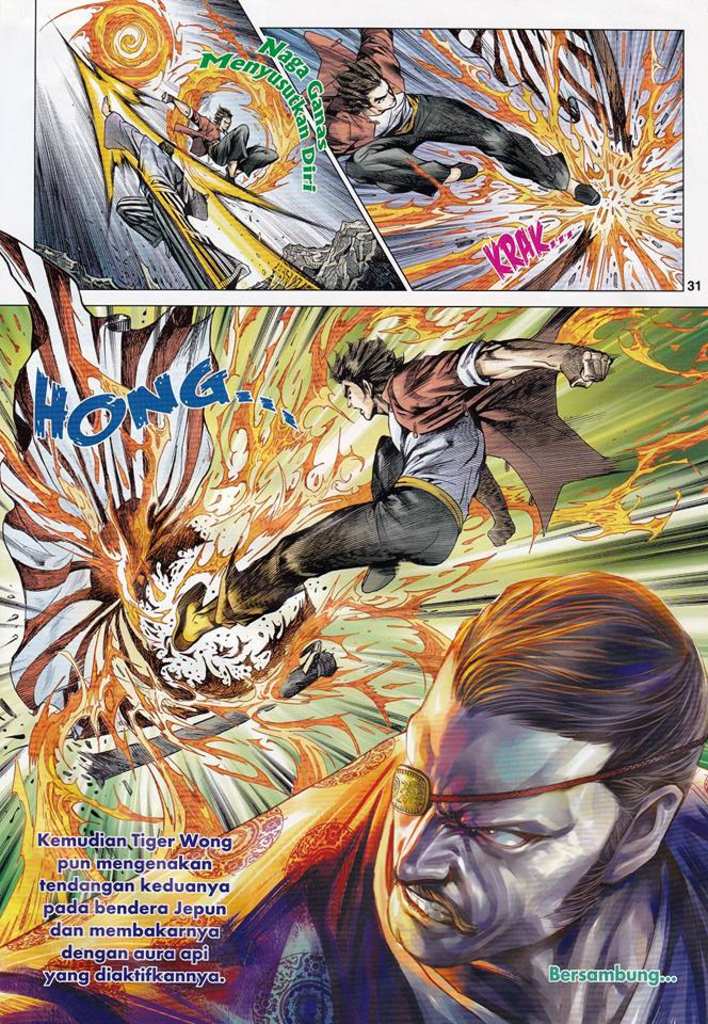 Naga Ganas
Menyusutkan Diri
KRAK...
31
HONG...
Kemudian Tiger Wong
pun mengenakan
tendangan keduanya
pada bendera Jepun
dan membakarnya
dengan aura api
yang diaktifkannya.
Bersambung...